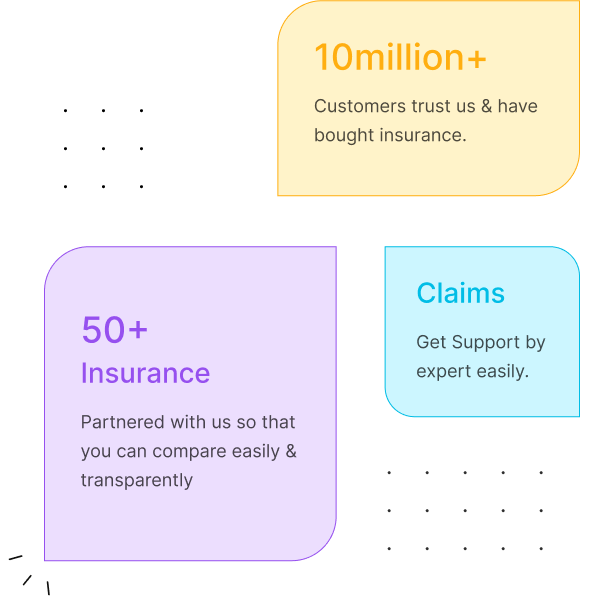 10million+
Customers trust us & have
bought insurance.
50+
Insurance
Partnered with us so that
you can compare easily &
transparently
Claims
Get Support by
expert easily.